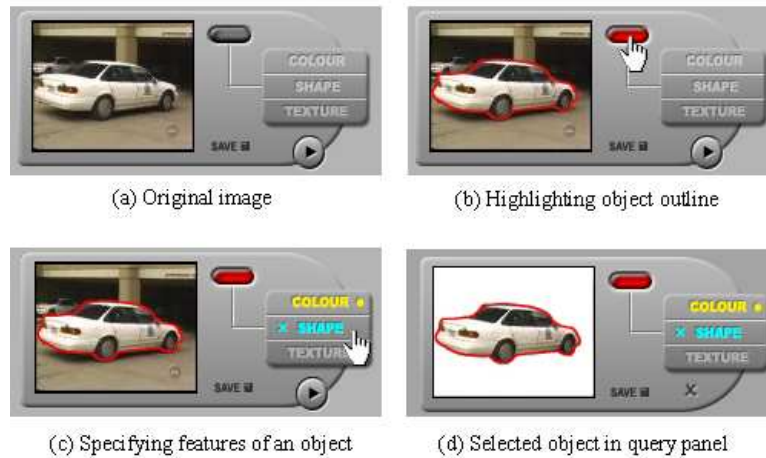 COLOUR
SHAPE
TEXTURE
SAVE
(a) Original image
COLOUR
SHAPE
TEXTURE
SAVE
(b) Highlighting object outline
COLOUR
× SHAPE
TEXTURE
SAVE
(c) Specifying features of an object
COLOUR
× SHAPE
TEXTURE
SAVE ×
(d) Selected object in query panel